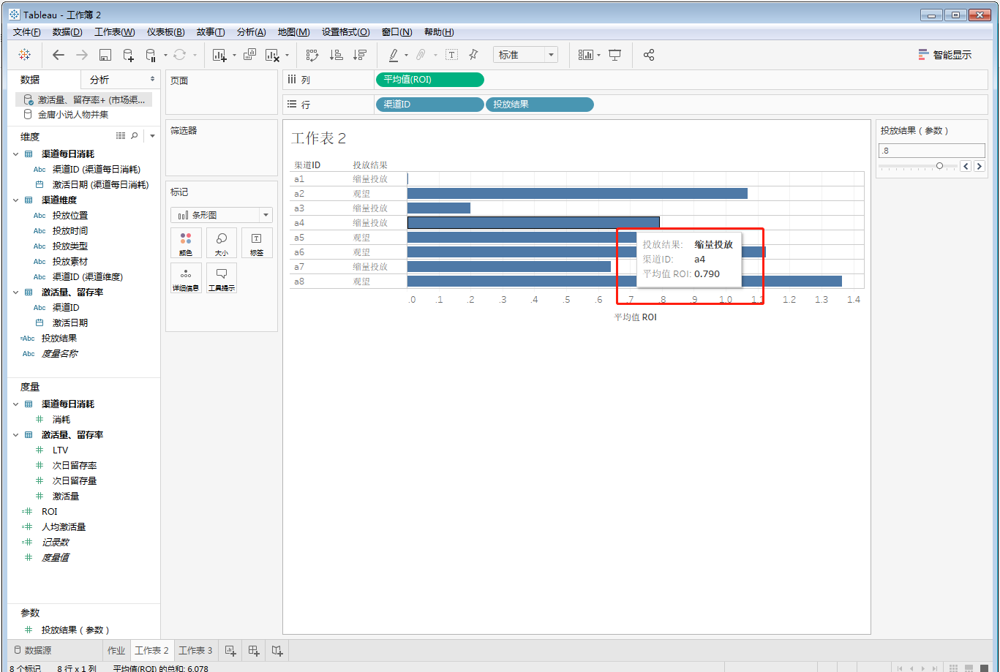 Tableau - 工作簿 2
文件(F) 数据(D) 工作表(W) 仪表板(B) 故事(T) 分析(A) 地图(M) 设置格式(O) 窗口(N) 帮助(H)
标准 智能显示
数据 分析
激活量、留存率+ (市场渠...
金庸小说人物并集
维度
渠道每日消耗
Abc 渠道ID (渠道每日消耗)
激活日期 (渠道每日消耗)
渠道维度
Abc 投放位置
Abc 投放时间
Abc 投放类型
Abc 投放素材
Abc 渠道ID (渠道维度)
激活量、留存率
Abc 渠道ID
激活日期
=Abc 投放结果
Abc 度量名称
度量
渠道每日消耗
# 消耗
激活量、留存率
# LTV
# 次日留存率
# 次日留存量
# 激活量
=# ROI
=# 人均激活量
=# 记录数
# 度量值
参数
# 投放结果（参数）
页面
筛选器
标记
条形图
颜色 大小 标签
详细信息 工具提示
列 平均值(ROI)
行 渠道ID 投放结果
工作表 2
渠道ID 投放结果
a1 缩量投放
a2 观望
a3 缩量投放
a4 缩量投放
a5 观望
a6 观望
a7 缩量投放
a8 观望
投放结果: 缩量投放
渠道ID: a4
平均值 ROI: 0.790
.0 .1 .2 .3 .4 .5 .6 .7 .8 .9 1.0 1.1 1.2 1.3 1.4
平均值 ROI
投放结果（参数）
.8
数据源 作业 工作表 2 工作表 3
8 个标记 8 行 x 1 列 平均值(ROI) 的总和: 6.078